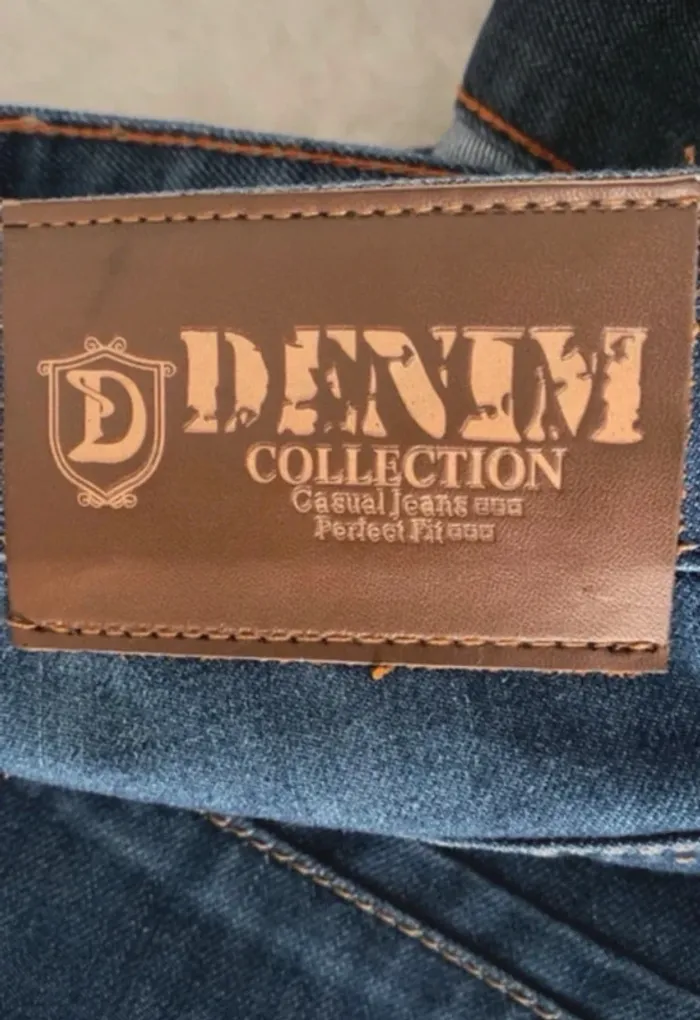 D
DENIM
COLLECTION
Casual Jeans
Perfect Fit